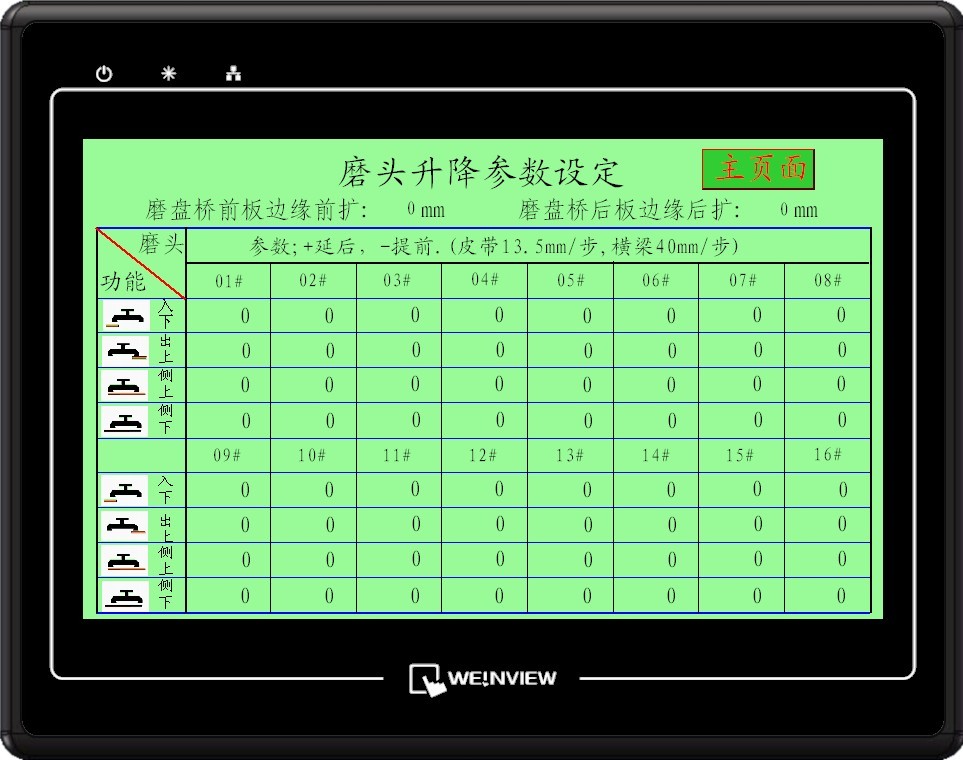 磨头升降参数设定 主页面
磨盘桥前板边缘前扩: 0 mm 磨盘桥后板边缘后扩: 0 mm
磨头 参数;+延后, -提前.(皮带13.5mm/步,横梁40mm/步)
功能 01# 02# 03# 04# 05# 06# 07# 08#
入下 0 0 0 0 0 0 0 0
出上 0 0 0 0 0 0 0 0
侧上 0 0 0 0 0 0 0 0
侧下 0 0 0 0 0 0 0 0
09# 10# 11# 12# 13# 14# 15# 16#
入下 0 0 0 0 0 0 0 0
出上 0 0 0 0 0 0 0 0
侧上 0 0 0 0 0 0 0 0
侧下 0 0 0 0 0 0 0 0
WEINVIEW